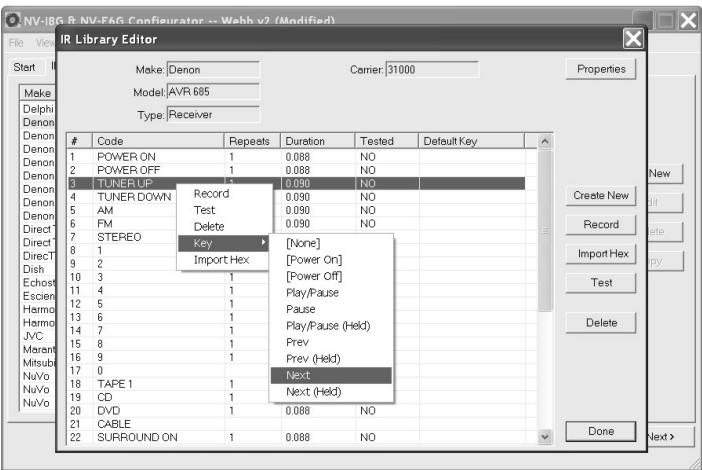 NV-I8G & NV-E6G Configurator -- Webb v2 (Modified)
File View
IR Library Editor
Start
Make: Denon
Carrier: 31000
Properties
Model: AVR 685
Type: Receiver
Make
Delphi
Denon
Denon
Denon
Denon
Denon
Denon
Denon
Denon
Direct
Direct
DirecT
Dish
Echost
Escien
Harmo
Harmo
JVC
Marant
Mitsubi
NuVo
NuVo
NuVo
# Code Repeats Duration Tested Default Key
1 POWER ON 1 0.088 NO
2 POWER OFF 1 0.088 NO
3 TUNER UP 1 0.090 NO
4 TUNER DOWN 0.090 NO
5 AM 0.090 NO
6 FM 0.090 NO
7 STEREO
8 1
9 2
10 3 1
11 4 1
12 5 1
13 6 1
14 7 1
15 8 1
16 9 1
17 0
18 TAPE 1 1
19 CD 1
20 DVD 1 0.088 NO
21 CABLE
22 SURROUND ON 1 0.088 NO
Record
Test
Delete
Key
Import Hex
[None]
[Power On]
[Power Off]
Play/Pause
Pause
Play/Pause (Held)
Prev
Prev (Held)
Next
Next (Held)
Create New
Record
Import Hex
Test
Delete
Done
New
dit
lete
py
Next >